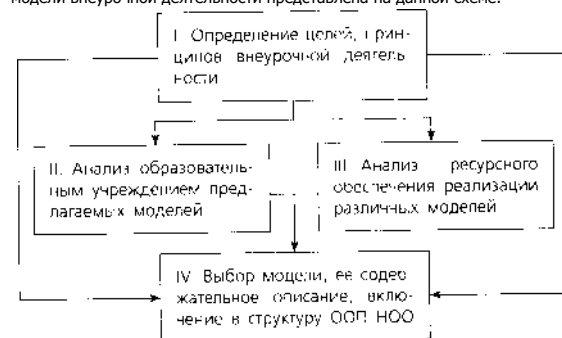 модели внеурочной деятельности представлена на данной схеме.
I Определение целей, прин-
ципов внеурочной деятель
ности
II. Анализ образователь-
ным учреждением пред-
лагаемых моделей
III Анализ ресурсного
обеспечения реализации
различных моделей
IV Выбор модели, ее содер
жательное описание, вклю-
чение в структуру ООП НОО